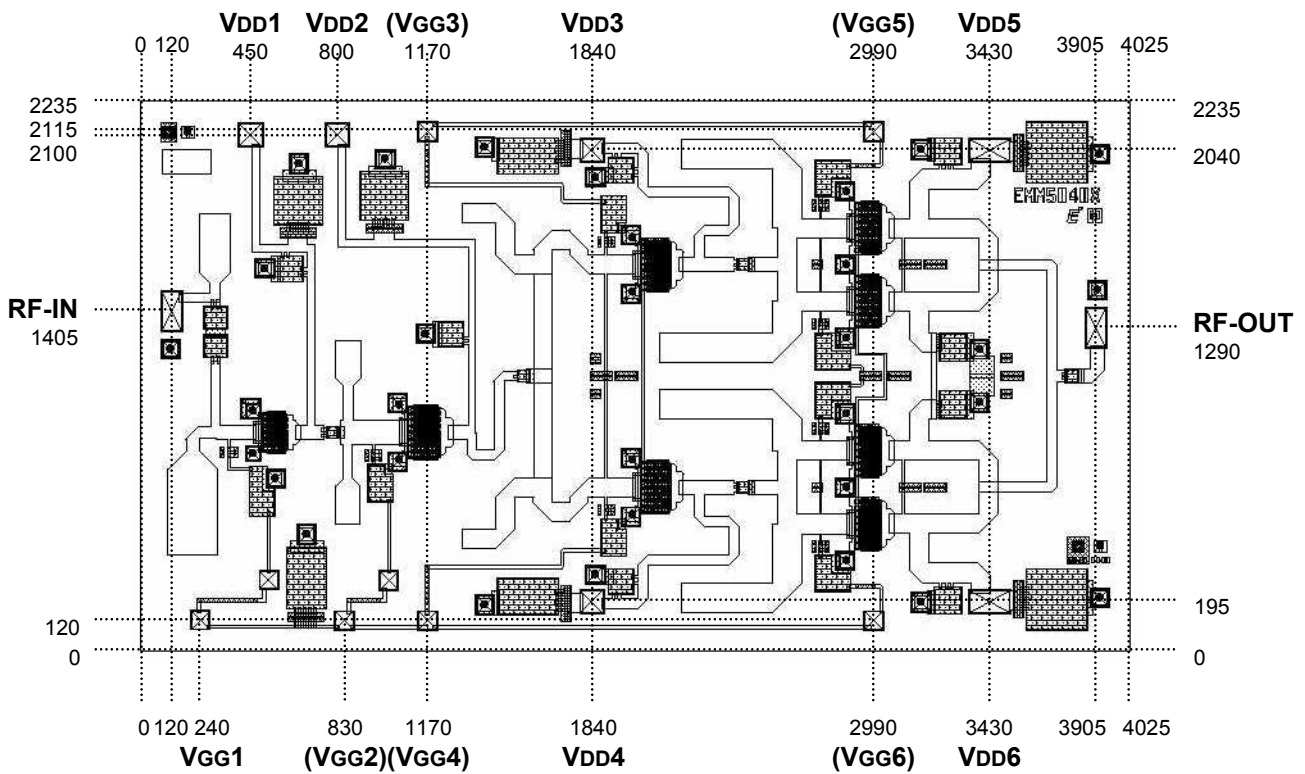 VDD1 VDD2 (VGG3) VDD3 (VGG5) VDD5
0 120 450 800 1170 1840 2990 3430 3905 4025
2235 2235
2115
2100 2040
EMM5040X
RF-IN RF-OUT
1405 1290
120 195
0 0
0 120 240 830 1170 1840 2990 3430 3905 4025
VGG1 (VGG2)(VGG4) VDD4 (VGG6) VDD6